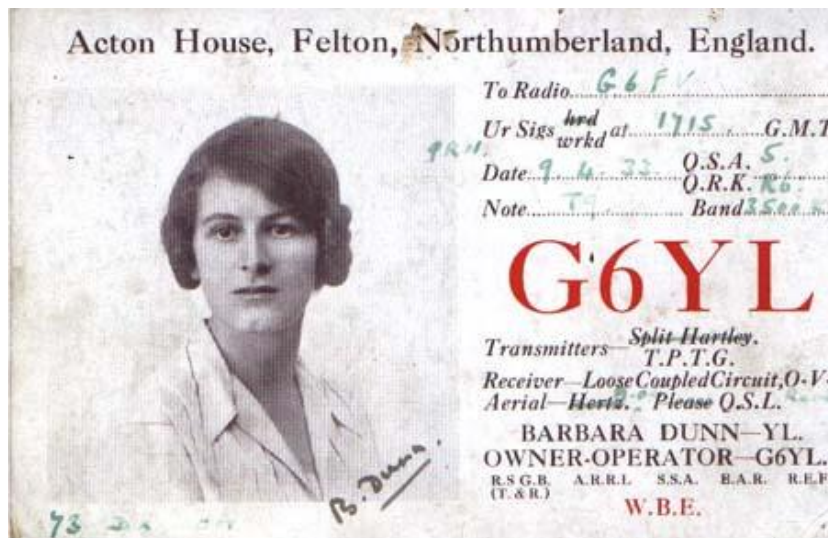 Acton House, Felton, Northumberland, England.
To Radio G6FV
Ur Sigs hrd wrkd at 1715 G.M.T
Date 9.4.33 Q.S.A. 5.
Q.R.K. R6.
Note T9 Band 3500
G6YL
Transmitters—Split Hartley.
T.P.T.G.
Receiver—Loose Coupled Circuit, O-V-
Aerial—Hertz. Please Q.S.L.
BARBARA DUNN—YL.
OWNER-OPERATOR—G6YL.
R.S G.B. A.R.R.L S.S.A. B.A.R. R.E.F
(T. & R.)
W.B.E.
B. Dunn.
73